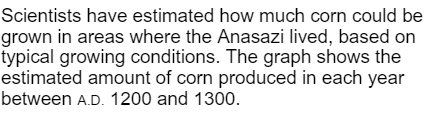 Scientists have estimated how much corn could be
grown in areas where the Anasazi lived, based on
typical growing conditions. The graph shows the
estimated amount of corn produced in each year
between A.D. 1200 and 1300.